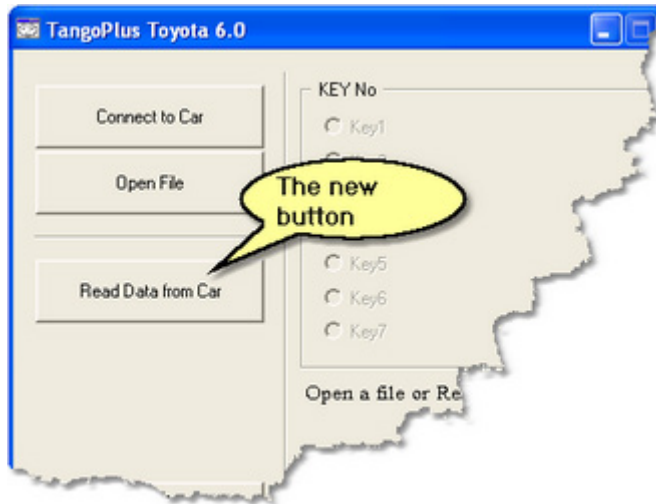 TangoPlus Toyota 6.0
Connect to Car
Open File
Read Data from Car
KEY No
Key1
The new
button
Key5
Key6
Key7
Open a file or Re